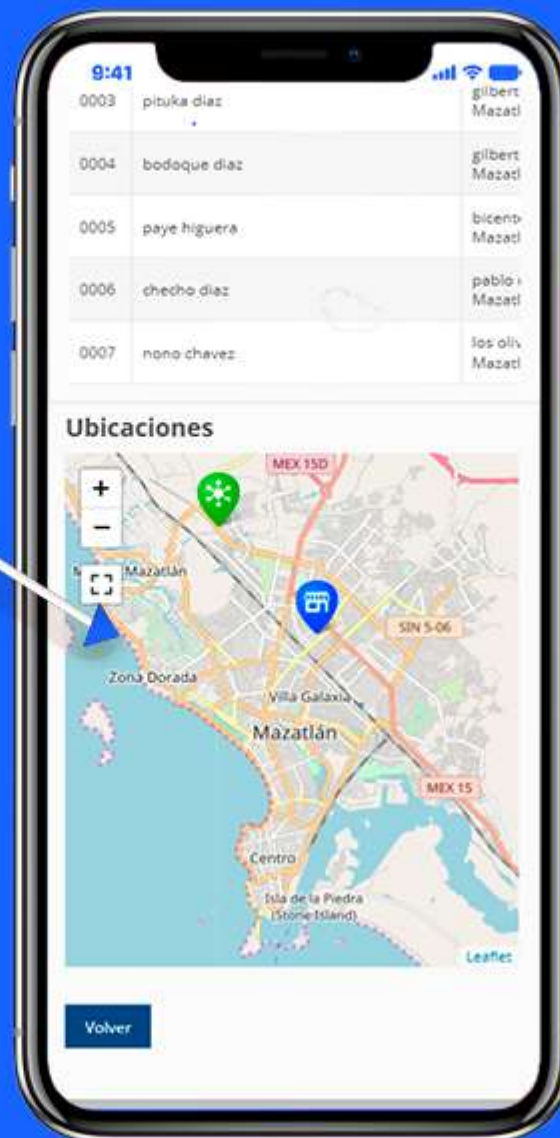 9:41
0003 pituka diaz gilbert
Mazatl
0004 bodoque diaz gilbert
Mazatl
0005 paye higuera bicent
Mazatl
0006 checho diaz pablo
Mazatl
0007 nono chavez los oliv
Mazatl
Ubicaciones
+
−
MEX 15D
Mazatlán
SIN 5-06
Zona Dorada
Villa Galaxia
Mazatlán
MEX 15
Centro
Isla de la Piedra
(Stone Island)
Leaflet
Volver